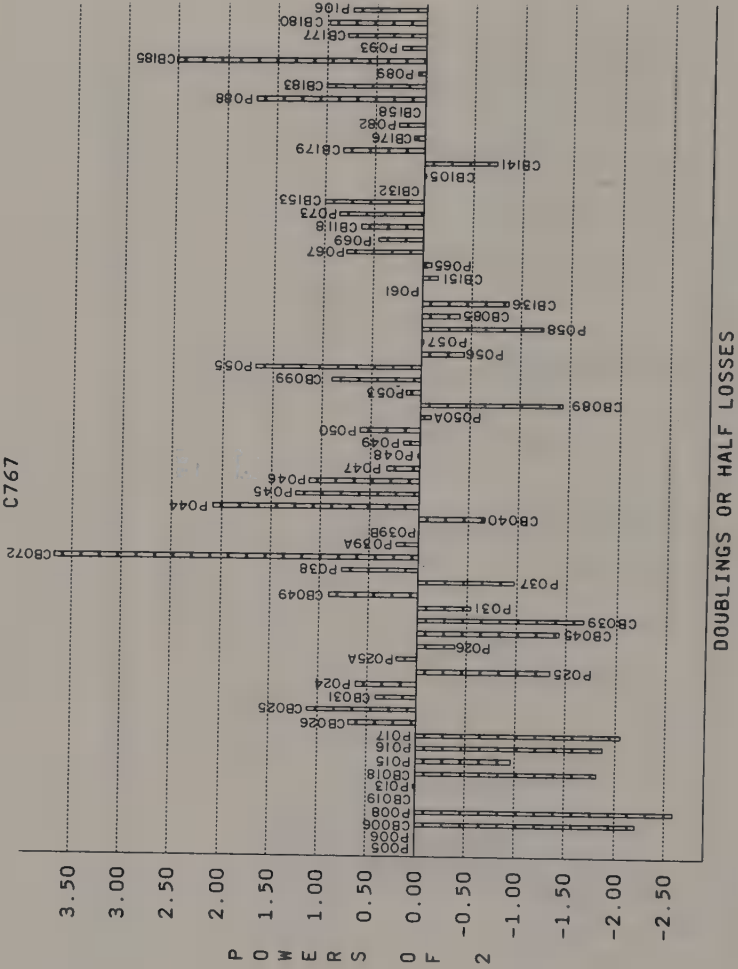 C767
3.50
3.00
2.50
2.00
1.50
1.00
0.50
0.00
-0.50
-1.00
-1.50
-2.00
-2.50
POWERS OF 2
P005
P006
CB006
P008
CB019
P013
CB018
P015
P016
P017
CB026
CB025
CB031
P024
P025
P025A
P026
CB045
CB039
P031
CB049
P037
P038
CB072
P039A
P039B
CB040
P044
P045
P046
P047
P048
P049
P050
P050A
CB089
P053
CB099
P055
P056
P057
P058
CB085
CB136
P061
CB151
P065
P067
P069
CB118
P073
CB153
CB132
CB105
CB141
CB179
CB176
P082
CB158
P088
CB183
P089
CB185
P093
CB177
CB180
P106
DOUBLINGS OR HALF LOSSES